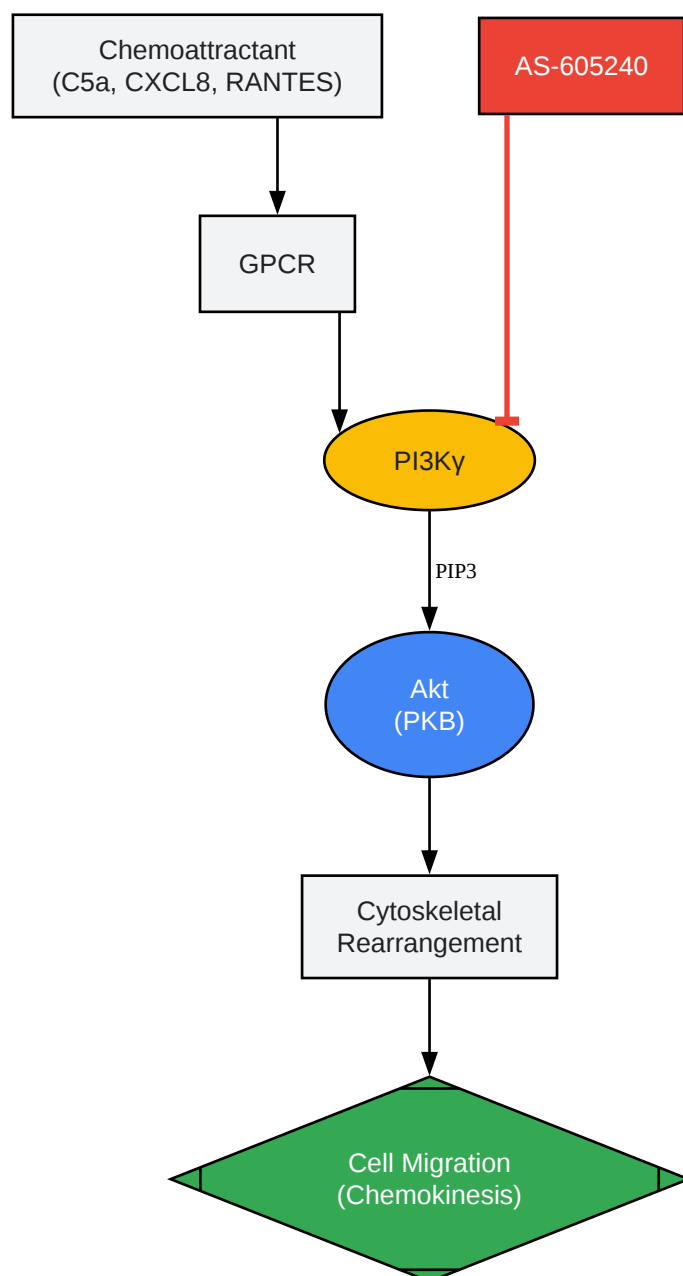 Chemoattractant
(C5a, CXCL8, RANTES)
AS-605240
GPCR
PI3Kγ
PIP3
Akt
(PKB)
Cytoskeletal
Rearrangement
Cell Migration
(Chemokinesis)